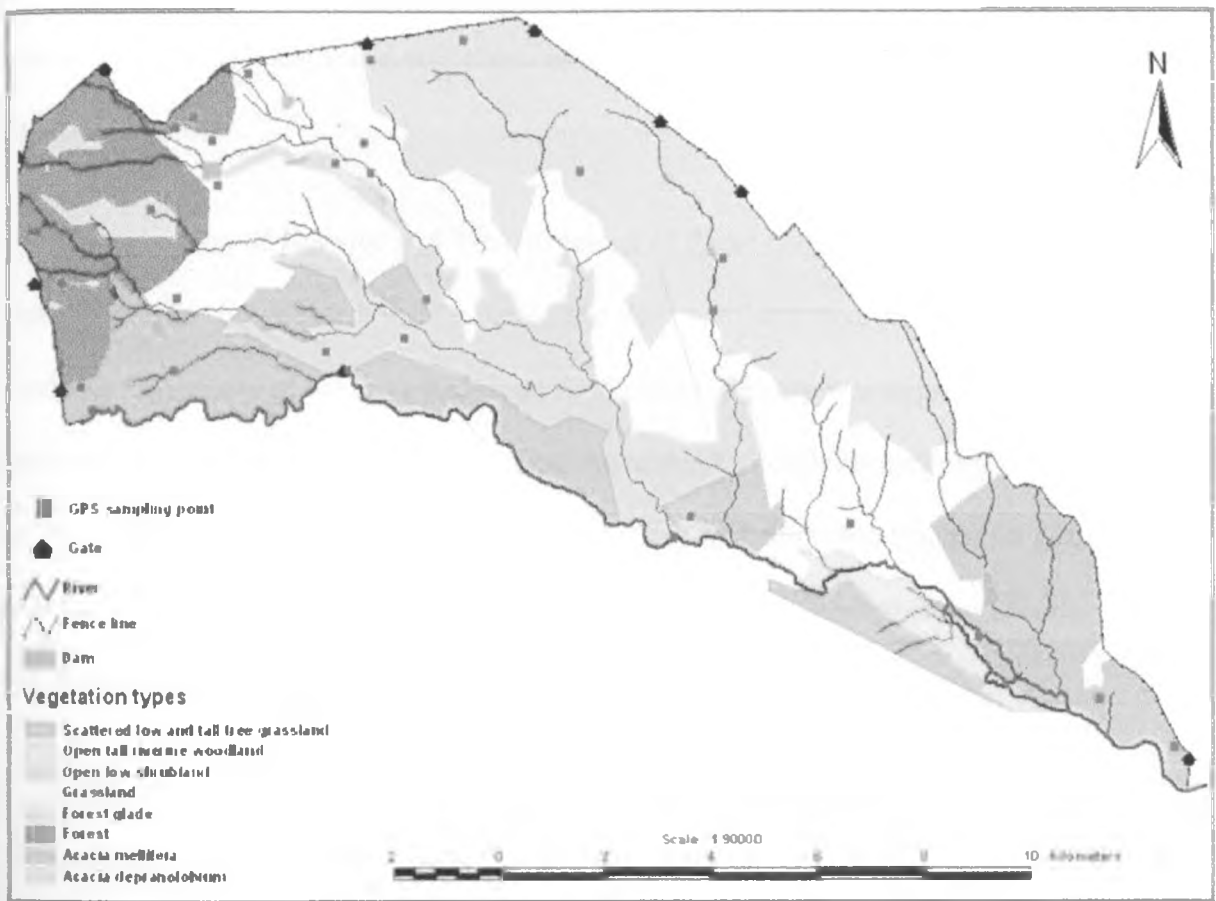 N
GPS sampling point
Gate
River
Fence line
Dam
Vegetation types
Scattered low and tall tree grassland
Open tall riverine woodland
Open low shrubland
Grassland
Forest glade
Forest
Acacia mellifera
Acacia depranolobium
Scale 1 90000
2 0 2 4 6 8 10 Kilometers